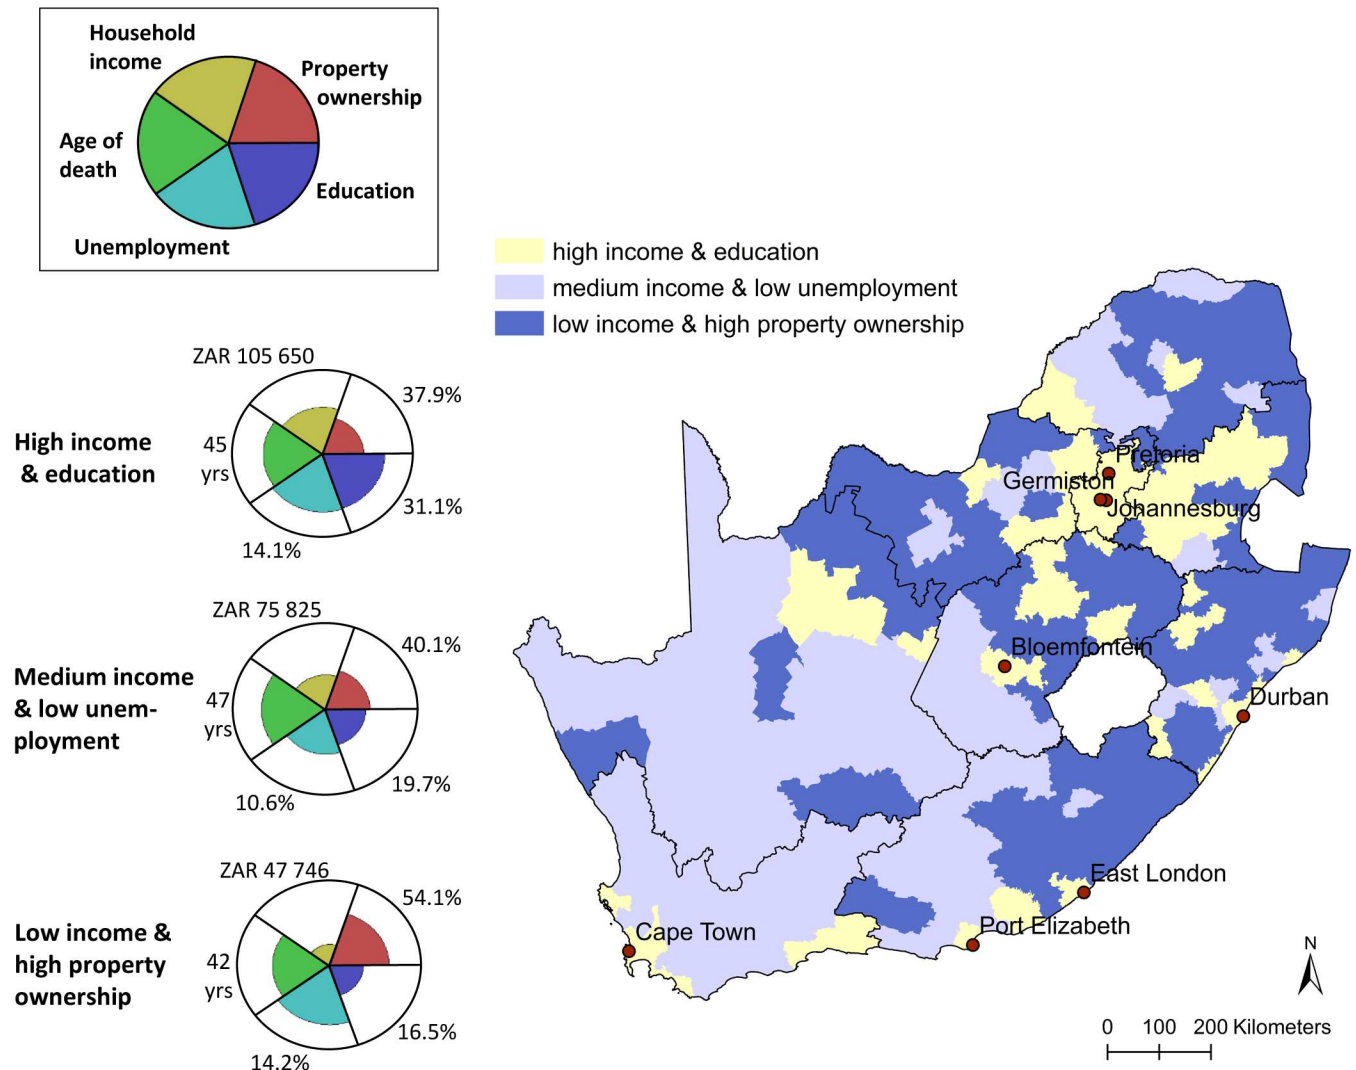 Household
income
Property
ownership
Age of
death
Education
Unemployment
high income & education
medium income & low unemployment
low income & high property ownership
High income
& education
ZAR 105 650
37.9%
45
yrs
31.1%
14.1%
Medium income
& low unem-
ployment
ZAR 75 825
40.1%
47
yrs
19.7%
10.6%
Low income &
high property
ownership
ZAR 47 746
54.1%
42
yrs
16.5%
14.2%
Pretoria
Germiston
Johannesburg
Bloemfontein
Durban
East London
Port Elizabeth
Cape Town
N
0 100 200 Kilometers